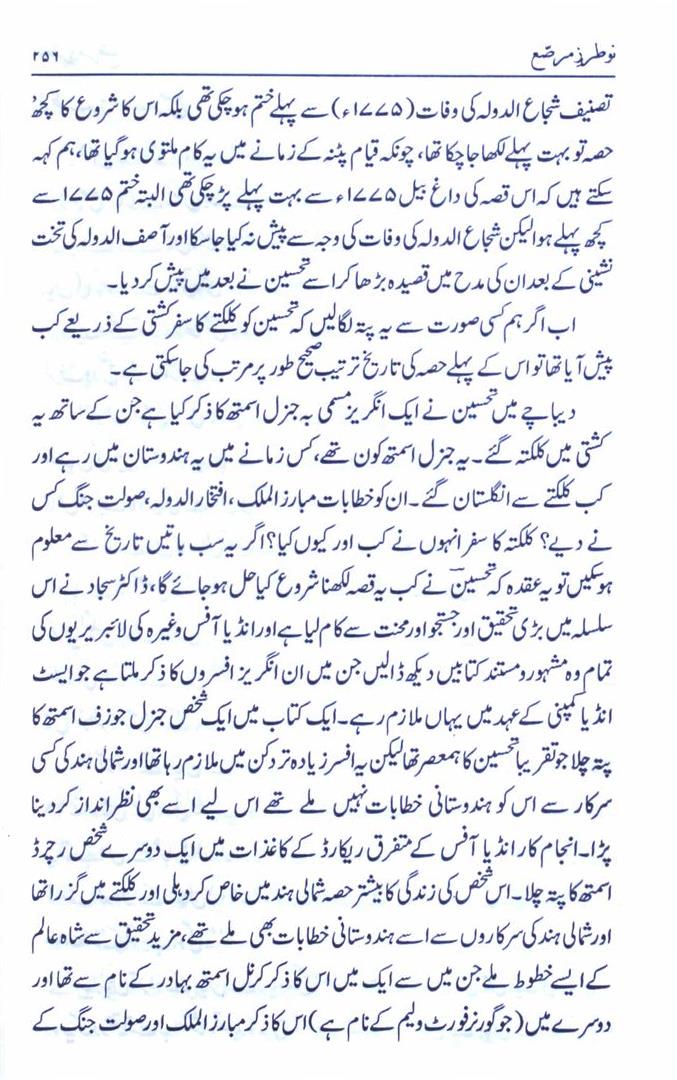 نوطرزِ مرصّع
۲۵۶
تصنیف شجاع الدولہ کی وفات (۱۷۷۵ء) سے پہلے ختم ہوچکی تھی بلکہ اس کا شروع کا کچھ
حصہ تو بہت پہلے لکھا جاچکا تھا، چونکہ قیام پٹنہ کے زمانے میں یہ کام ملتوی ہوگیا تھا، ہم کہہ
سکتے ہیں کہ اس قصہ کی داغ بیل ۱۷۷۵ء سے بہت پہلے پڑچکی تھی البتہ ختم ۱۷۷۵ سے
کچھ پہلے ہوا لیکن شجاع الدولہ کی وفات کی وجہ سے پیش نہ کیا جاسکا اور آصف الدولہ کی تخت
نشینی کے بعد ان کی مدح میں قصیدہ بڑھا کر اسے تحسین نے بعد میں پیش کر دیا۔
اب اگر ہم کسی صورت سے یہ پتہ لگالیں کہ تحسین کو کلکتے کا سفر کشتی کے ذریعے کب
پیش آیا تھا تو اس کے پہلے حصہ کی تاریخ ترتیب صحیح طور پر مرتب کی جاسکتی ہے۔
دیباچے میں تحسین نے ایک انگریز مسمی بہ جنرل اسمتھ کا ذکر کیا ہے جن کے ساتھ یہ
کشتی میں کلکتہ گئے۔ یہ جنرل اسمتھ کون تھے، کس زمانے میں یہ ہندوستان میں رہے اور
کب کلکتے سے انگلستان گئے۔ ان کو خطابات مبارز الملک، افتخار الدولہ، صولت جنگ کس
نے دیے؟ کلکتہ کا سفر انہوں نے کب اور کیوں کیا؟ اگر یہ سب باتیں تاریخ سے معلوم
ہوسکیں تو یہ عقدہ کہ تحسینؔ نے کب یہ قصہ لکھنا شروع کیا حل ہوجائے گا، ڈاکٹر سجاد نے اس
سلسلہ میں بڑی تحقیق اور جستجو اور محنت سے کام لیا ہے اور انڈیا آفس وغیرہ کی لائبریریوں کی
تمام وہ مشہور و مستند کتابیں دیکھ ڈالیں جن میں ان انگریز افسروں کا ذکر ملتا ہے جو ایسٹ
انڈیا کمپنی کے عہد میں یہاں ملازم رہے۔ ایک کتاب میں ایک شخص جنرل جوزف اسمتھ کا
پتہ چلا جو تقریباً تحسین کا ہمعصر تھا لیکن یہ افسر زیادہ تر دکن میں ملازم رہا تھا اور شمالی ہند کی کسی
سرکار سے اس کو ہندوستانی خطابات نہیں ملے تھے اس لیے اسے بھی نظر انداز کر دینا
پڑا۔ انجام کار انڈیا آفس کے متفرق ریکارڈ کے کاغذات میں ایک دوسرے شخص رچرڈ
اسمتھ کا پتہ چلا۔ اس شخص کی زندگی کا بیشتر حصہ شمالی ہند میں خاص کر دہلی اور کلکتے میں گزرا تھا
اور شمالی ہند کی سرکاروں سے اسے ہندوستانی خطابات بھی ملے تھے، مزید تحقیق سے شاہ عالم
کے ایسے خطوط ملے جن میں سے ایک میں اس کا ذکر کرنل اسمتھ بہادر کے نام سے تھا اور
دوسرے میں (جو گورنر فورٹ ولیم کے نام ہے) اس کا ذکر مبارز الملک اور صولت جنگ کے